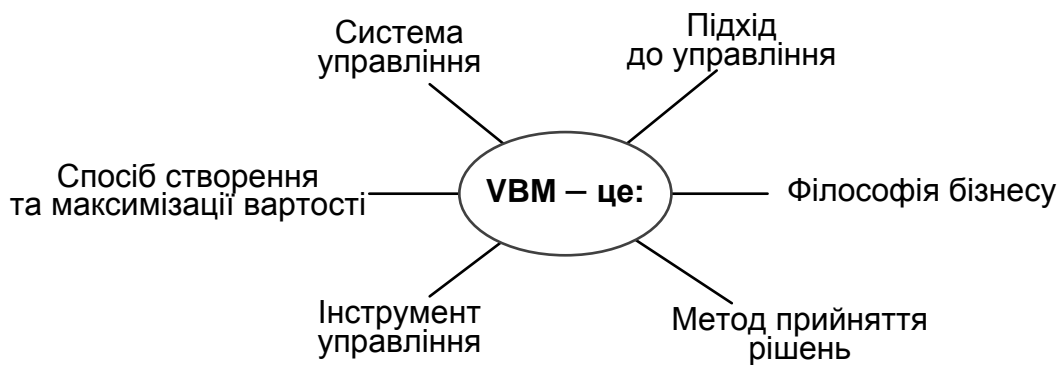 Система
управління
Підхід
до управління
Спосіб створення
та максимізації вартості
VBM – це:
Філософія бізнесу
Інструмент
управління
Метод прийняття
рішень